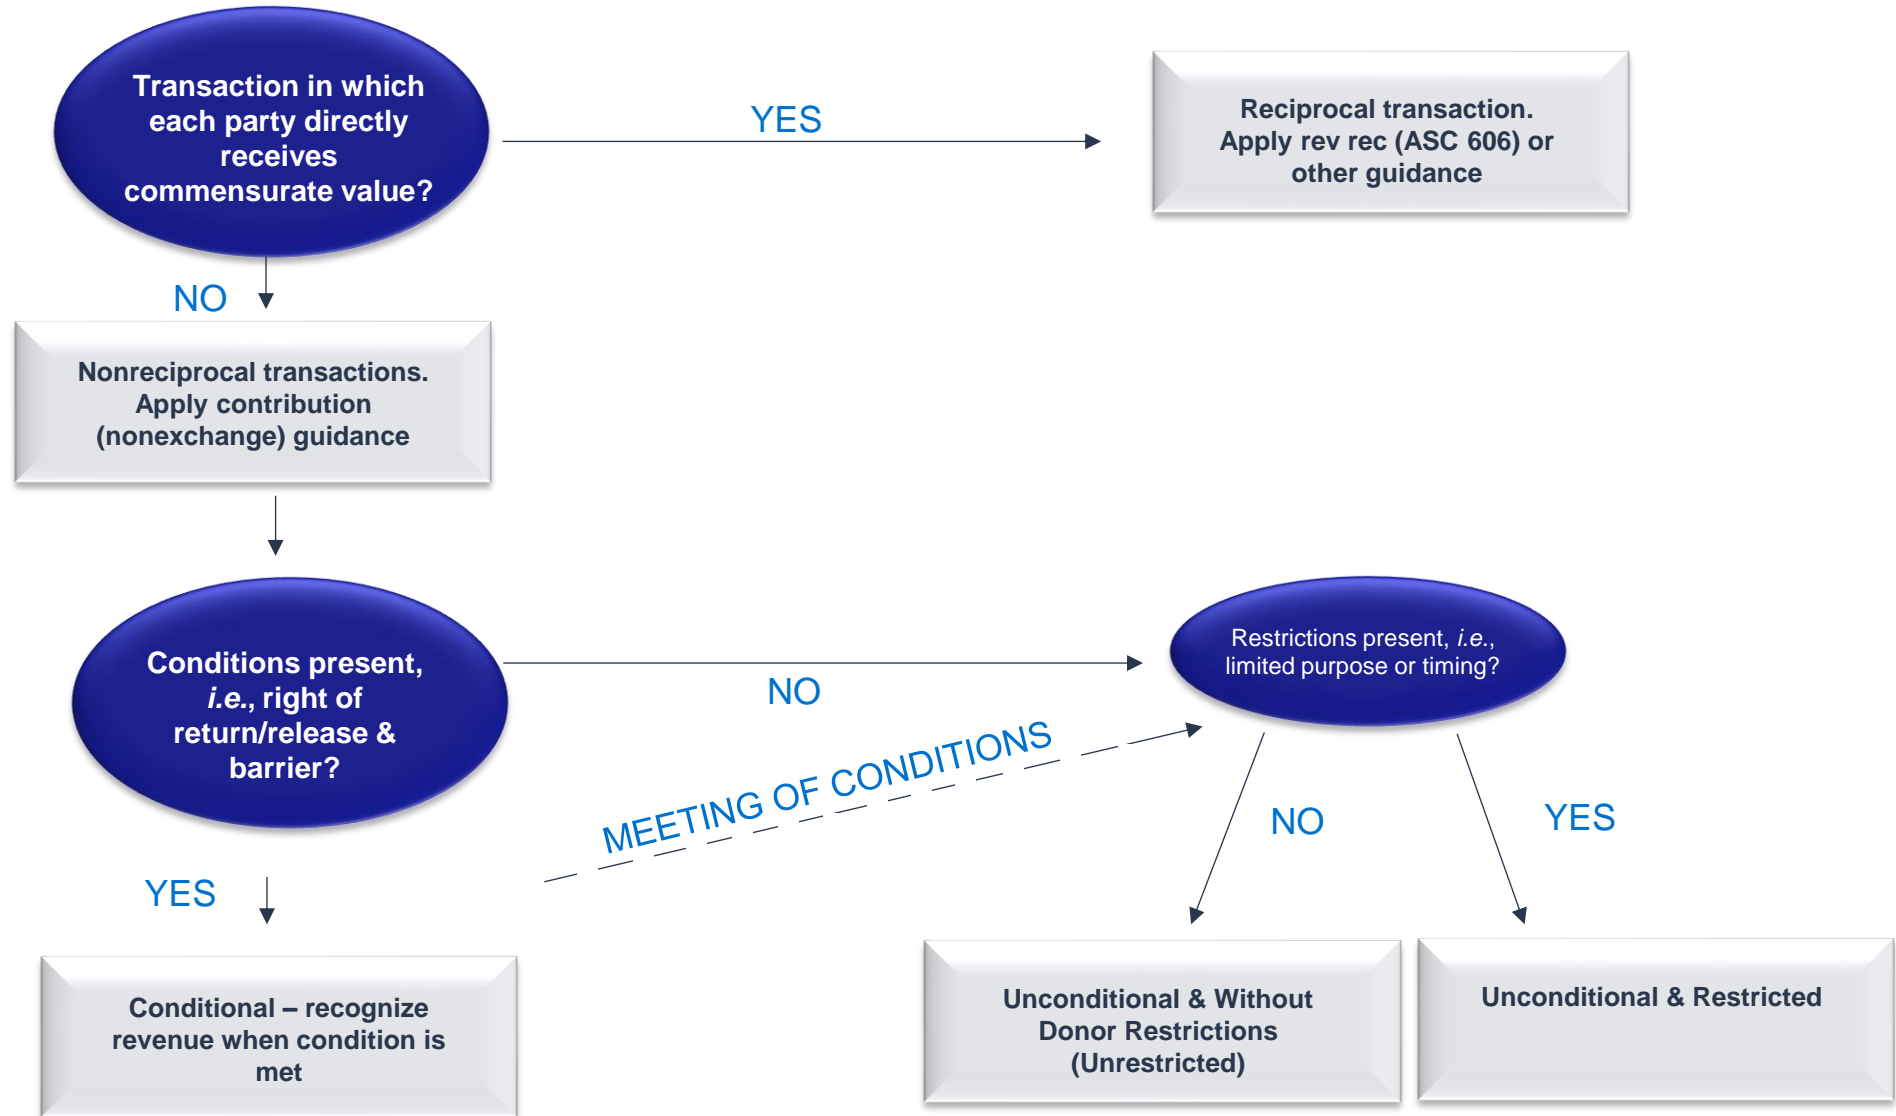 Transaction in which
each party directly
receives
commensurate value?
YES
Reciprocal transaction.
Apply rev rec (ASC 606) or
other guidance
NO
Nonreciprocal transactions.
Apply contribution
(nonexchange) guidance
Conditions present,
i.e., right of
return/release &
barrier?
NO
Restrictions present, i.e.,
limited purpose or timing?
MEETING OF CONDITIONS
YES
NO
YES
Conditional – recognize
revenue when condition is
met
Unconditional & Without
Donor Restrictions
(Unrestricted)
Unconditional & Restricted